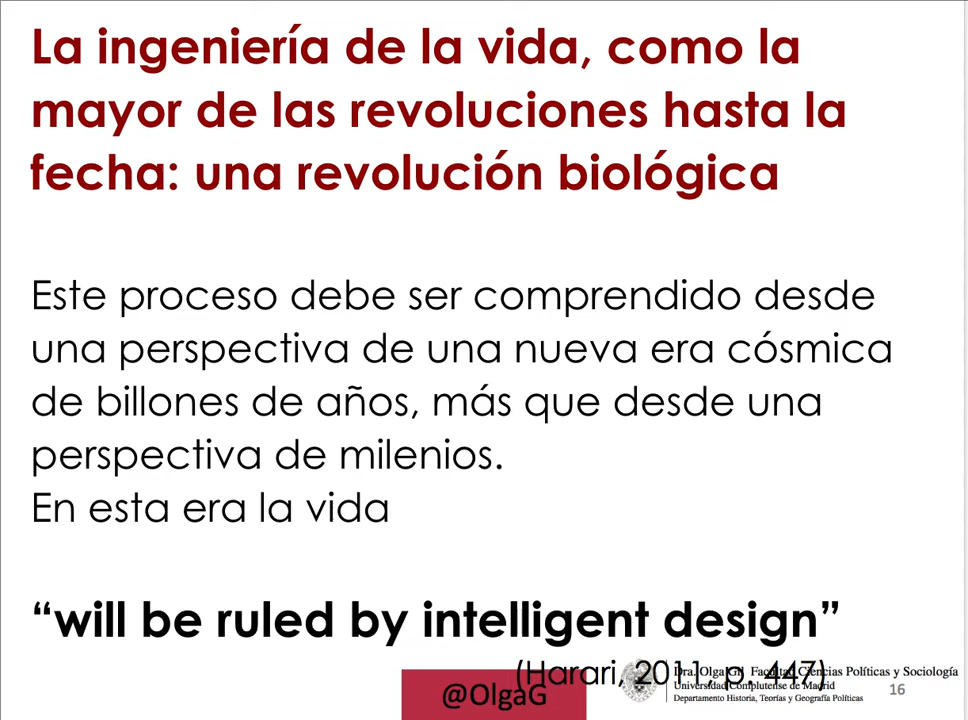 La ingeniería de la vida, como la
mayor de las revoluciones hasta la
fecha: una revolución biológica
Este proceso debe ser comprendido desde
una perspectiva de una nueva era cósmica
de billones de años, más que desde una
perspectiva de milenios.
En esta era la vida
“will be ruled by intelligent design”
(Harari, 2011, p. 447)
@OlgaG
Dra. Olga Gil Facultad Ciencias Políticas y Sociología
Universidad Complutense de Madrid
Departamento Historia, Teorías y Geografía Políticas
16